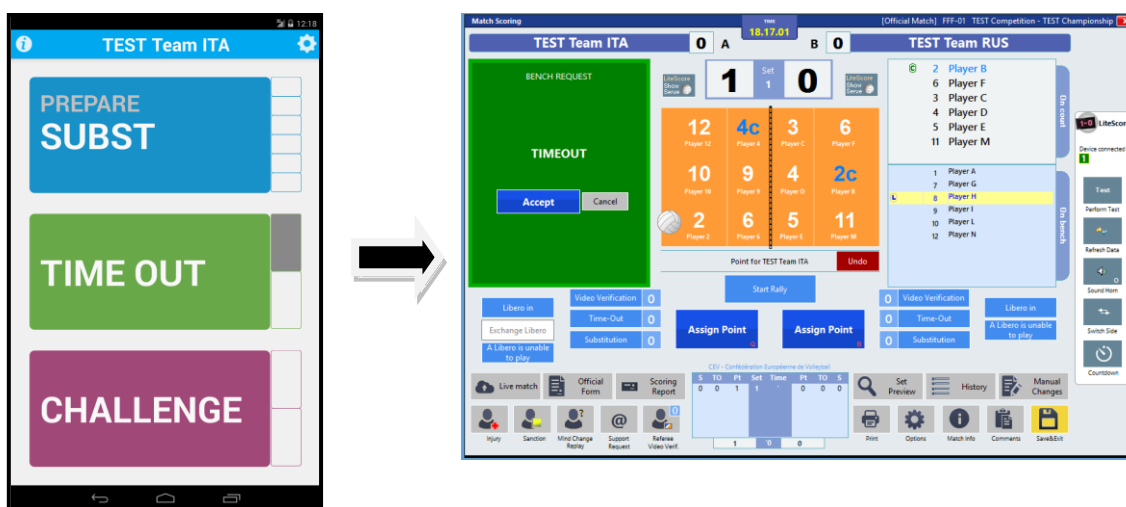 12:18
TEST Team ITA
PREPARE
SUBST
TIME OUT
CHALLENGE
Match Scoring
TIME
18.17.01
[Official Match] FFF-01 TEST Competition - TEST Championship
TEST Team ITA
0 A
B 0
TEST Team RUS
BENCH REQUEST
TIMEOUT
Accept
Cancel
LiteScore
Show
Serve
1
Set
1
0
LiteScore
Show
Serve
12
Player 12
4c
Player 4
3
Player C
6
Player F
10
Player 10
9
Player 9
4
Player D
2c
Player B
2
Player 2
6
Player 6
5
Player E
11
Player M
Point for TEST Team ITA
Undo
Start Rally
C 2 Player B
6 Player F
3 Player C
4 Player D
5 Player E
11 Player M
On court
1 Player A
7 Player G
L 8 Player H
9 Player I
10 Player L
12 Player N
On bench
1-0 LiteScor
Device connected
1
Test
Perform Test
Refresh Data
Sound Horn
Switch Side
Countdown
Libero in
Exchange Libero
A Libero is unable
to play
Video Verification 0
Time-Out 0
Substitution 0
Assign Point
Assign Point
0 Video Verification
0 Time-Out
0 Substitution
Libero in
A Libero is unable
to play
CEV - Confédération Européenne de Volleyball
S TO Pt Set Time Pt TO S
0 0 1 1 ' 0 0 0
1 '0 0
Live match
Official
Form
Scoring
Report
Set
Preview
History
Manual
Changes
Injury
Sanction
Mind Change
Replay
@
Support
Request
0
Referee
Video Verif.
Print
Options
Match Info
Comments
Save&Exit